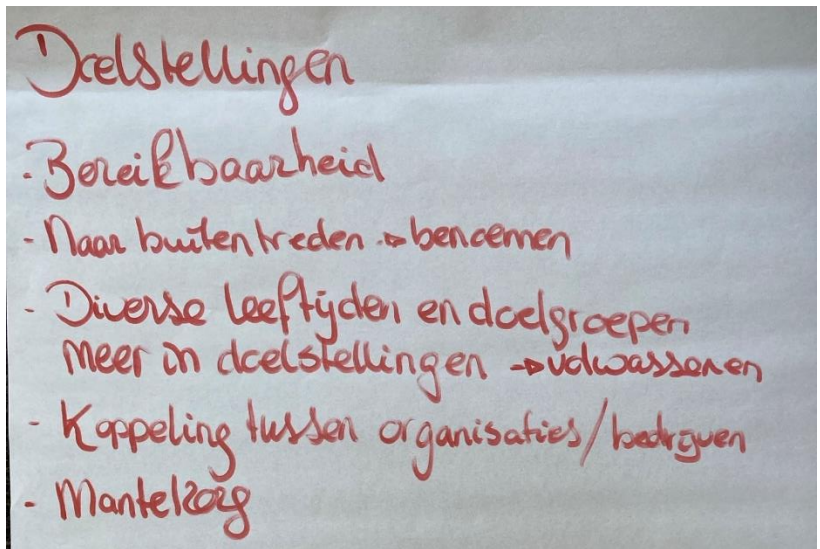 Doelstellingen
- Bereikbaarheid
- Naar buiten treden → benoemen
- Diverse leeftijden en doelgroepen
meer in doelstellingen → volwassenen
- Koppeling tussen organisaties/bedrijven
- Mantelzorg